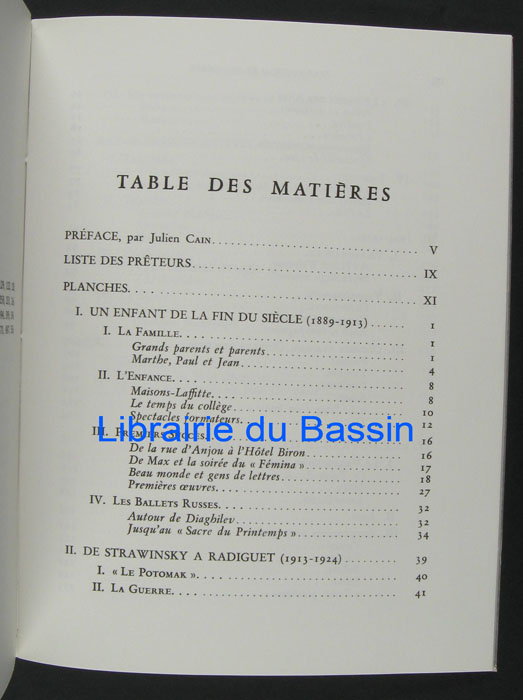 TABLE DES MATIÈRES
PRÉFACE, par Julien CAIN. V
LISTE DES PRÊTEURS. IX
PLANCHES. XI
I. UN ENFANT DE LA FIN DU SIÈCLE (1889-1913) 1
I. LA FAMILLE. 1
Grands parents et parents 1
Marthe, Paul et Jean 4
II. L'ENFANCE. 8
Maisons-Laffitte. 8
Le temps du collège 10
Spectacles formateurs. 12
Librairie du Bassin
III. PREMIERS SUCCÈS. 16
De la rue d'Anjou à l'Hôtel Biron 16
De Max et la soirée du « Fémina » 17
Beau monde et gens de lettres 18
Premières œuvres. 27
IV. LES BALLETS RUSSES. 32
Autour de Diaghilev 32
Jusqu'au « Sacre du Printemps » 34
II. DE STRAWINSKY A RADIGUET (1913-1924) 39
I. « LE POTOMAK ». 40
II. LA GUERRE. 41